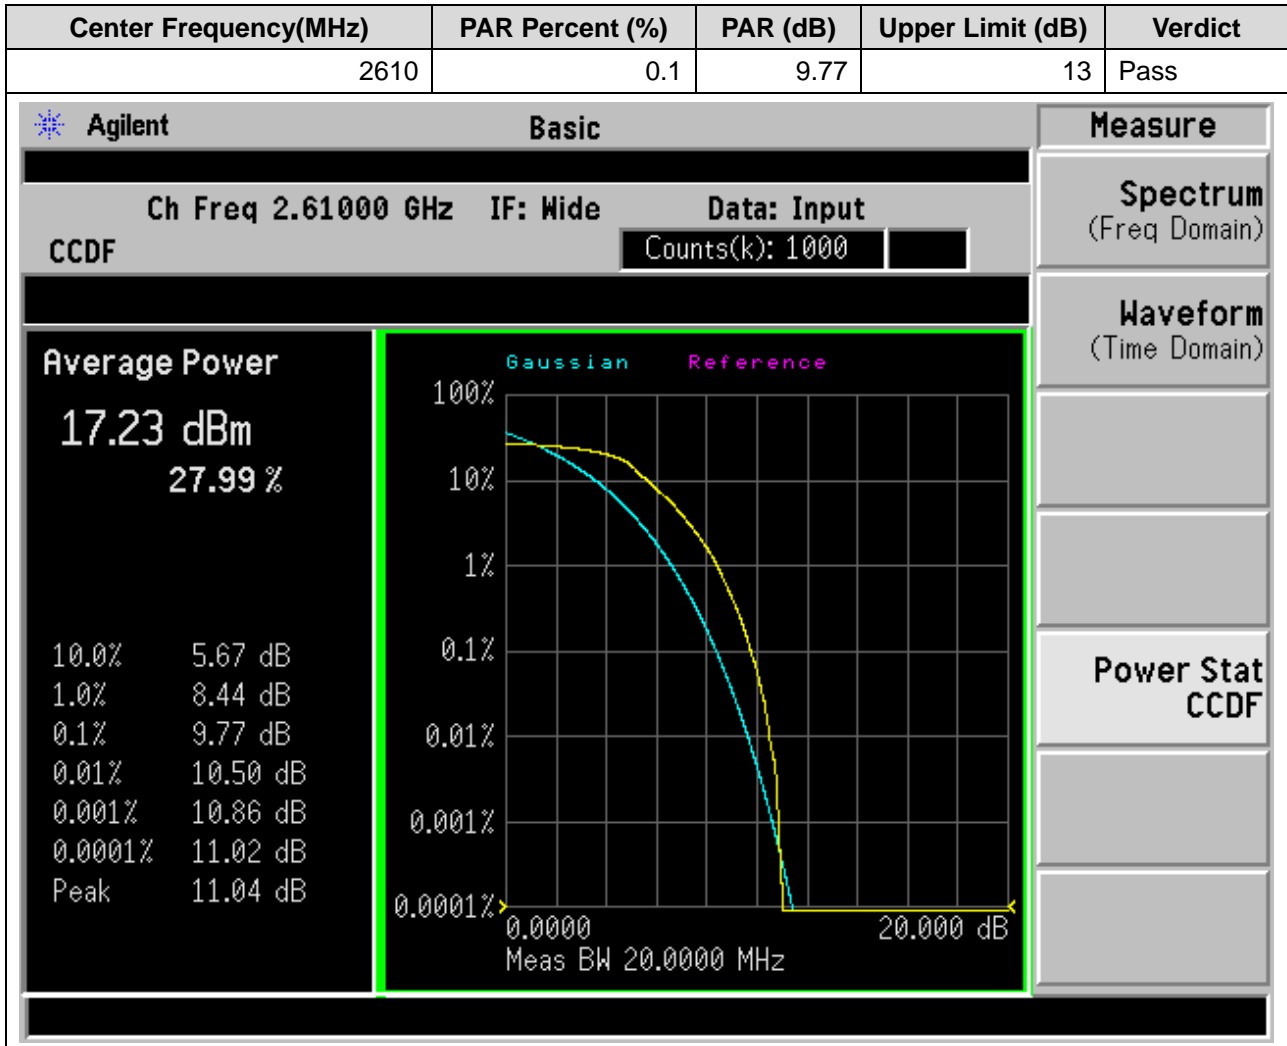 Center Frequency(MHz) PAR Percent (%) PAR (dB) Upper Limit (dB) Verdict
2610 0.1 9.77 13 Pass
Agilent Basic Measure
Ch Freq 2.61000 GHz IF: Wide Data: Input
CCDF Counts(k): 1000
Average Power
17.23 dBm
27.99 %
10.0% 5.67 dB
1.0% 8.44 dB
0.1% 9.77 dB
0.01% 10.50 dB
0.001% 10.86 dB
0.0001% 11.02 dB
Peak 11.04 dB
Gaussian Reference
100%
10%
1%
0.1%
0.01%
0.001%
0.0001%
0.0000 20.000 dB
Meas BW 20.0000 MHz
Spectrum
(Freq Domain)
Waveform
(Time Domain)
Power Stat
CCDF